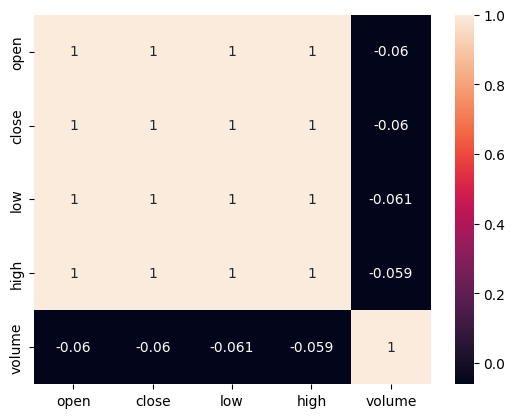 open 1 1 1 1 -0.06
close 1 1 1 1 -0.06
low 1 1 1 1 -0.061
high 1 1 1 1 -0.059
volume -0.06 -0.06 -0.061 -0.059 1
open close low high volume
1.0
0.8
0.6
0.4
0.2
0.0